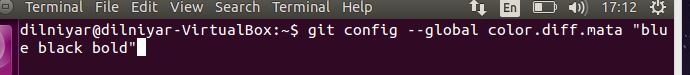 Terminal File Edit View Search Terminal Help En 17:12
dilniyar@dilniyar-VirtualBox:~$ git config --global color.diff.mata "blu
e black bold"